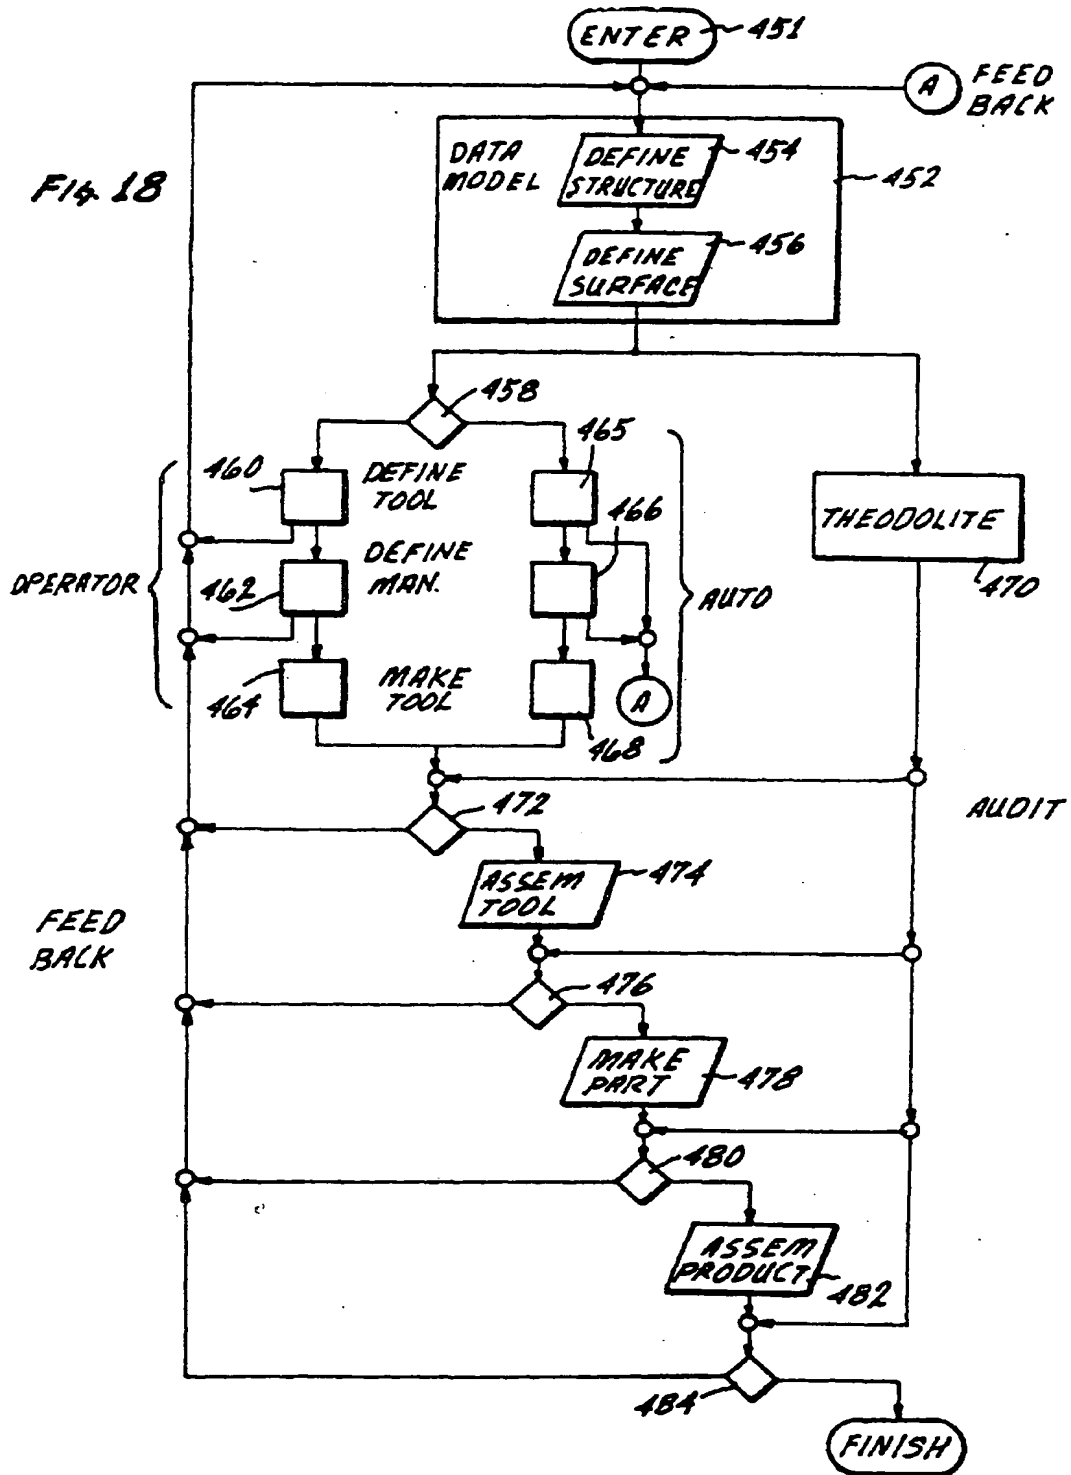 ENTER 451
A FEED
BACK
Fig. 18
DATA
MODEL
DEFINE
STRUCTURE
454
452
DEFINE
SURFACE
456
458
460
DEFINE
TOOL
465
466
THEODOLITE
470
OPERATOR
462
DEFINE
MAN.
AUTO
464
MAKE
TOOL
468
A
472
AUDIT
ASSEM
TOOL
474
FEED
BACK
476
MAKE
PART
478
480
ASSEM
PRODUCT
482
484
FINISH